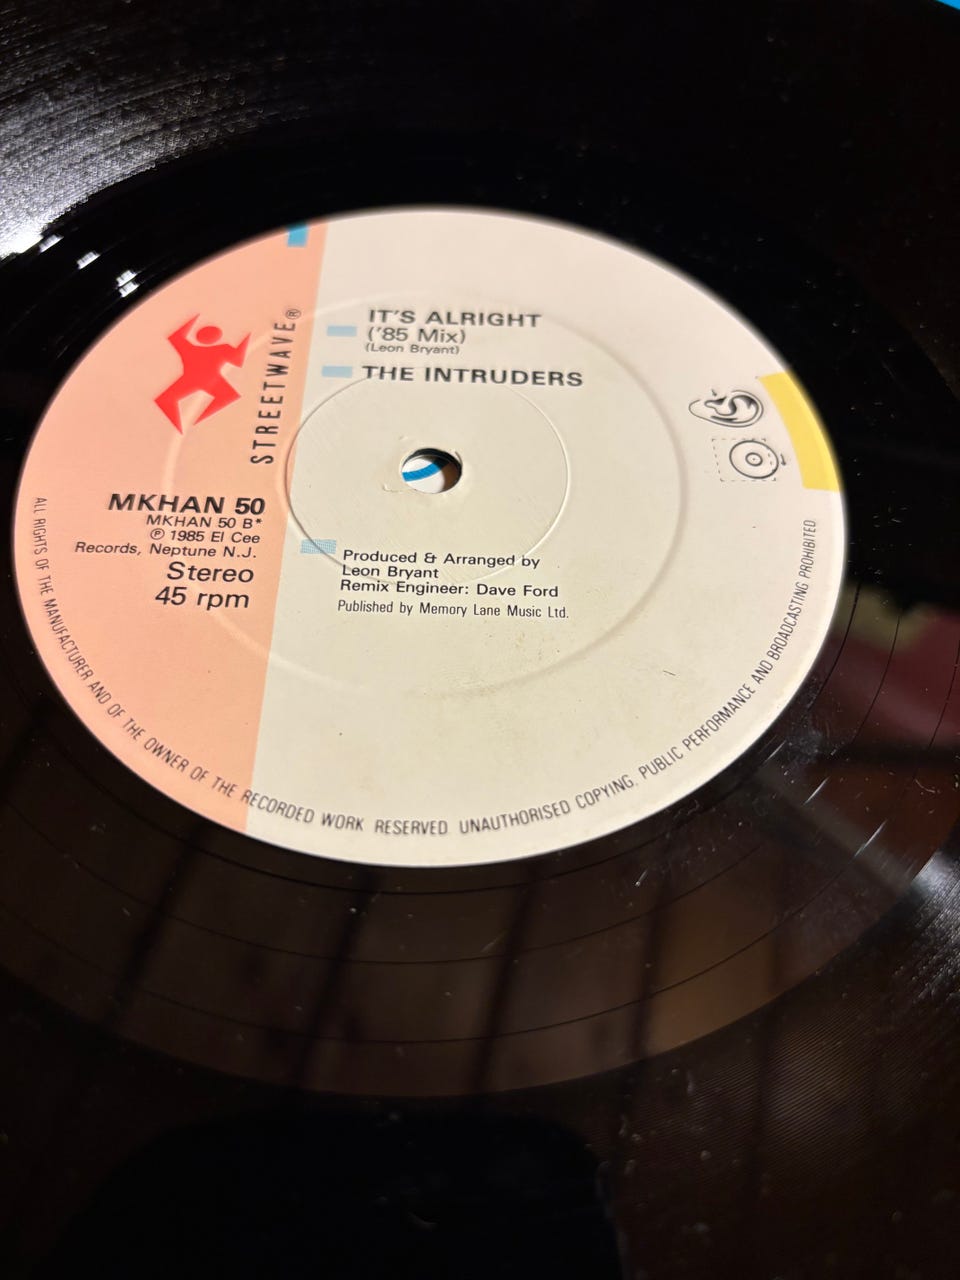 IT'S ALRIGHT
('85 Mix)
(Leon Bryant)
THE INTRUDERS
STREETWAVE®
MKHAN 50
MKHAN 50 B*
℗ 1985 El Cee
Records, Neptune N.J.
Stereo
45 rpm
Produced & Arranged by
Leon Bryant
Remix Engineer: Dave Ford
Published by Memory Lane Music Ltd.
ALL RIGHTS OF THE MANUFACTURER AND OF THE OWNER OF THE RECORDED WORK RESERVED. UNAUTHORISED COPYING, PUBLIC PERFORMANCE AND BROADCASTING PROHIBITED